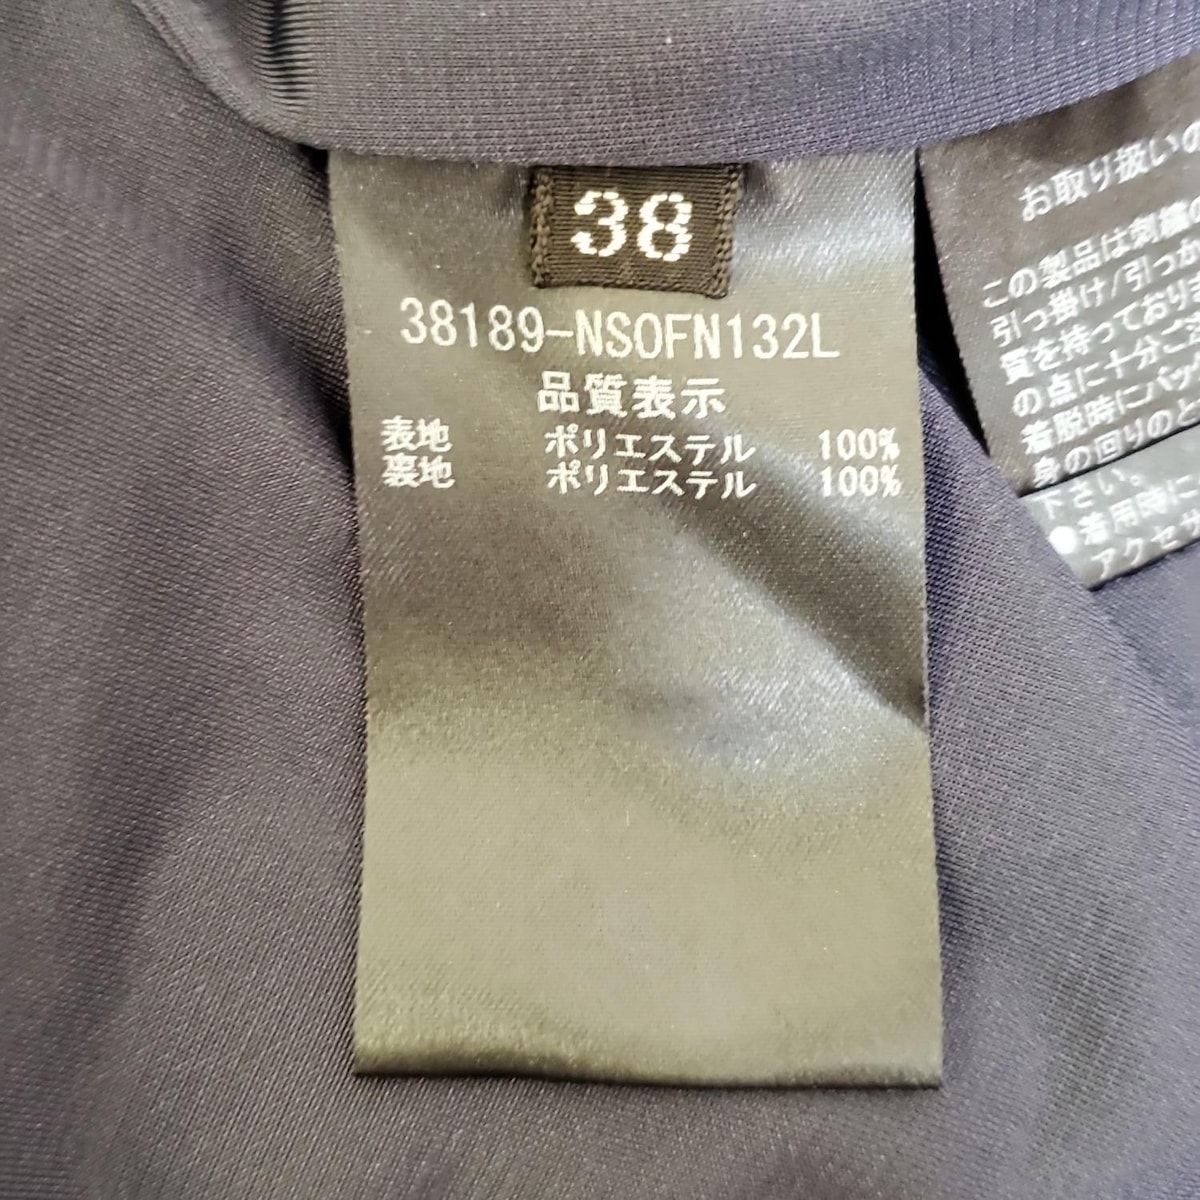 38
38189-NSOFN132L
品質表示
表地 ポリエステル 100%
裏地 ポリエステル 100%
お取り扱いの
この製品は刺繍
引っ掛け/引っか
質を持っており
の点に十分ご注
着脱時にバッ
身の回りのと
下さい。
●着用時に
アクセサ